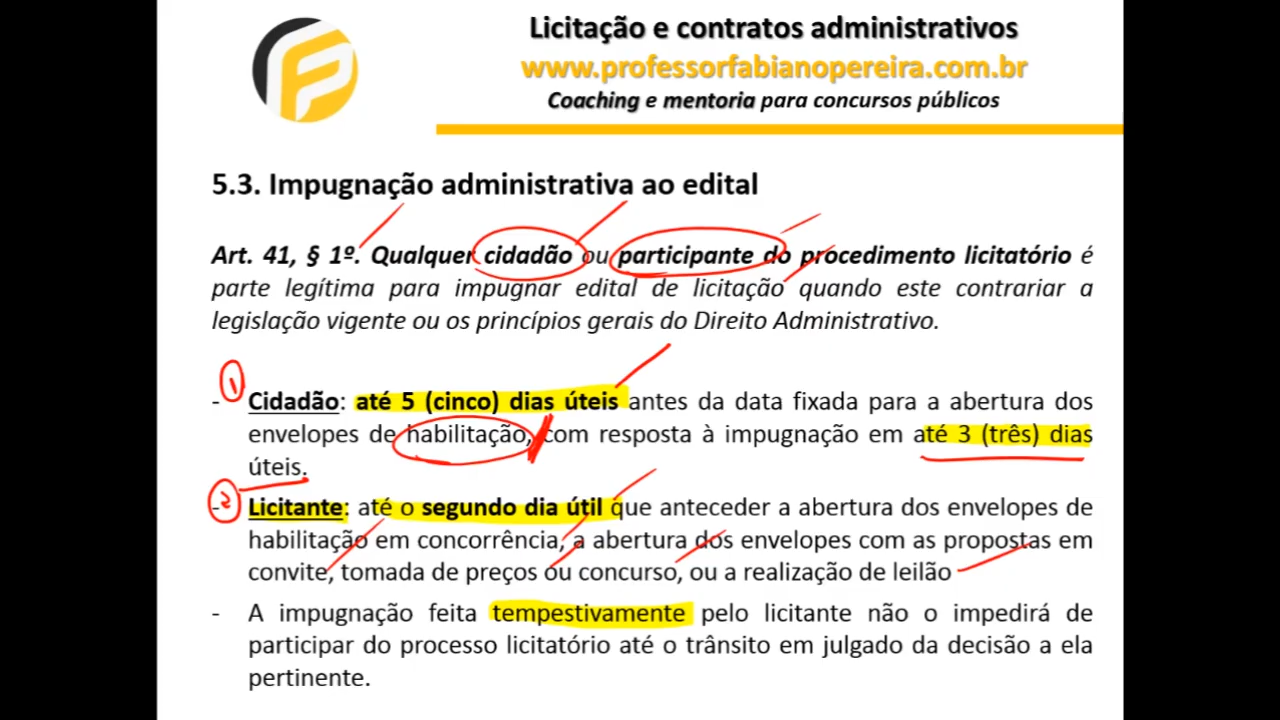 Licitação e contratos administrativos
www.professorfabianopereira.com.br
Coaching e mentoria para concursos públicos
5.3. Impugnação administrativa ao edital
Art. 41, § 1º. Qualquer cidadão ou participante do procedimento licitatório é
parte legítima para impugnar edital de licitação quando este contrariar a
legislação vigente ou os princípios gerais do Direito Administrativo.
1
- Cidadão: até 5 (cinco) dias úteis antes da data fixada para a abertura dos
envelopes de habilitação, com resposta à impugnação em até 3 (três) dias
úteis.
2
- Licitante: até o segundo dia útil que anteceder a abertura dos envelopes de
habilitação em concorrência, a abertura dos envelopes com as propostas em
convite, tomada de preços ou concurso, ou a realização de leilão
- A impugnação feita tempestivamente pelo licitante não o impedirá de
participar do processo licitatório até o trânsito em julgado da decisão a ela
pertinente.